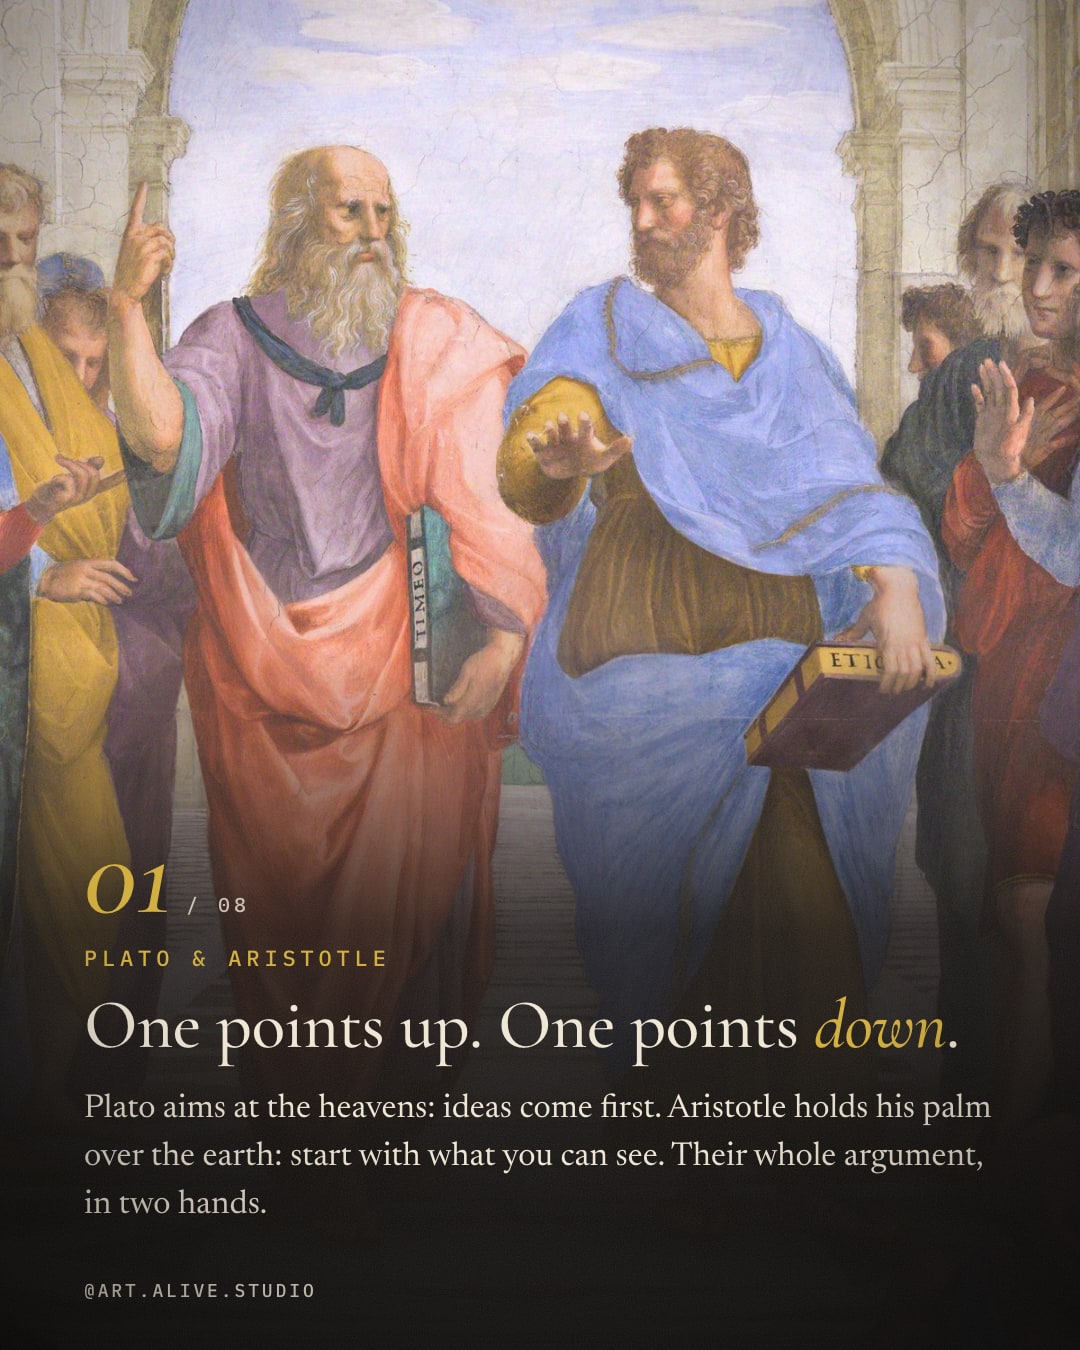 TIMEO
ETIC A.
01 / 08
PLATO & ARISTOTLE
One points up. One points down.
Plato aims at the heavens: ideas come first. Aristotle holds his palm
over the earth: start with what you can see. Their whole argument,
in two hands.
@ART.ALIVE.STUDIO